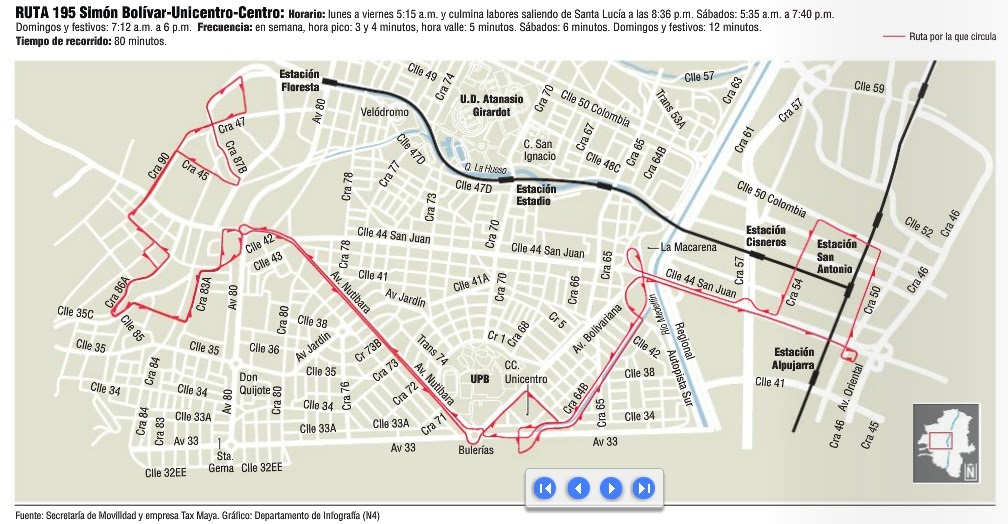 RUTA 195 Simón Bolívar-Unicentro-Centro: Horario: lunes a viernes 5:15 a.m. y culmina labores saliendo de Santa Lucía a las 8:36 p.m. Sábados: 5:35 a.m. a 7:40 p.m.
Domingos y festivos: 7:12 a.m. a 6 p.m. Frecuencia: en semana, hora pico: 3 y 4 minutos, hora valle: 5 minutos. Sábados: 6 minutos. Domingos y festivos: 12 minutos.
Tiempo de recorrido: 80 minutos.
Ruta por la que circula
Estación
Floresta
Av 80
Clle 49
Cra 74
Velódromo
U.D. Atanasio
Girardot
Cra 70
Clle 50 Colombia
Clle 57
Trans 53A
Cra 63
Cra 57
Clle 59
Cra 61
Cra 47
Cra 87B
Cra 90
Cra 45
Clle 47D
Cra 77
Cra 78
Q. La Hueso
Clle 47D
C. San
Ignacio
Cra 67
Clle 48C
Cra 65
Cra 64B
Estación
Estadio
Cra 73
Cra 70
Clle 50 Colombia
Estación
Cisneros
Estación
San
Antonio
Clle 52
Cra 46
Cra 46
Clle 42
Clle 43
Cra 78
Clle 44 San Juan
Clle 44 San Juan
Cra 65
La Macarena
Clle 44 San Juan
Cra 57
Cra 54
Cra 50
Cra 86A
Cra 83A
Av 80
Clle 41
Av. Nutibara
Av Jardín
Clle 41A
Cra 70
Cra 66
Río Medellín
Clle 35C
Clle 85
Cra 80
Clle 38
Av Jardín
Cr 5
Cr 1
Cra 68
Av. Bolivariana
Regional
Autopista Sur
Clle 35
Clle 35
Clle 36
Cr 73B
Trans 74
Clle 42
Estación
Alpujarra
Cra 84
Clle 35
Cra 73
Av. Nutibara
UPB
CC.
Unicentro
Clle 38
Clle 41
Av. Oriental
Clle 34
Clle 34
Don
Quijote
Cra 80
Cra 76
Cra 72
Cra 64B
Cra 65
Clle 34
Cra 84
Cra 83
Clle 33A
Av 80
Clle 34
Clle 33A
Cra 71
Cra 46
Cra 45
Av 33
Sta.
Gema
Av 33
Bulerías
Av 33
Clle 32EE
Clle 32EE
Ñ
Fuente: Secretaría de Movilidad y empresa Tax Maya. Gráfico: Departamento de Infografía (N4)